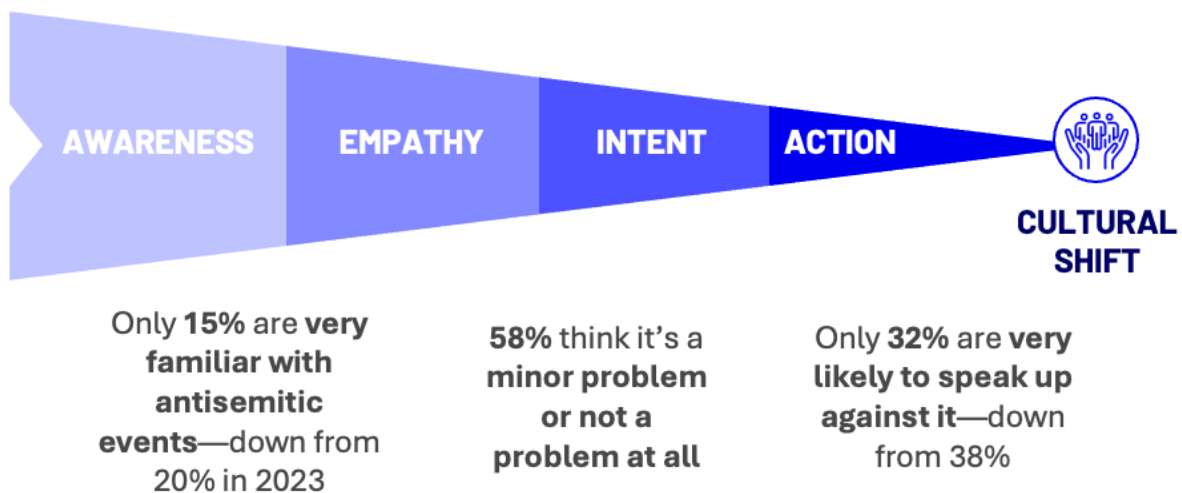 AWARENESS
EMPATHY
INTENT
ACTION
CULTURAL
SHIFT
Only 15% are very
familiar with
antisemitic
events—down from
20% in 2023
58% think it’s a
minor problem
or not a
problem at all
Only 32% are very
likely to speak up
against it—down
from 38%